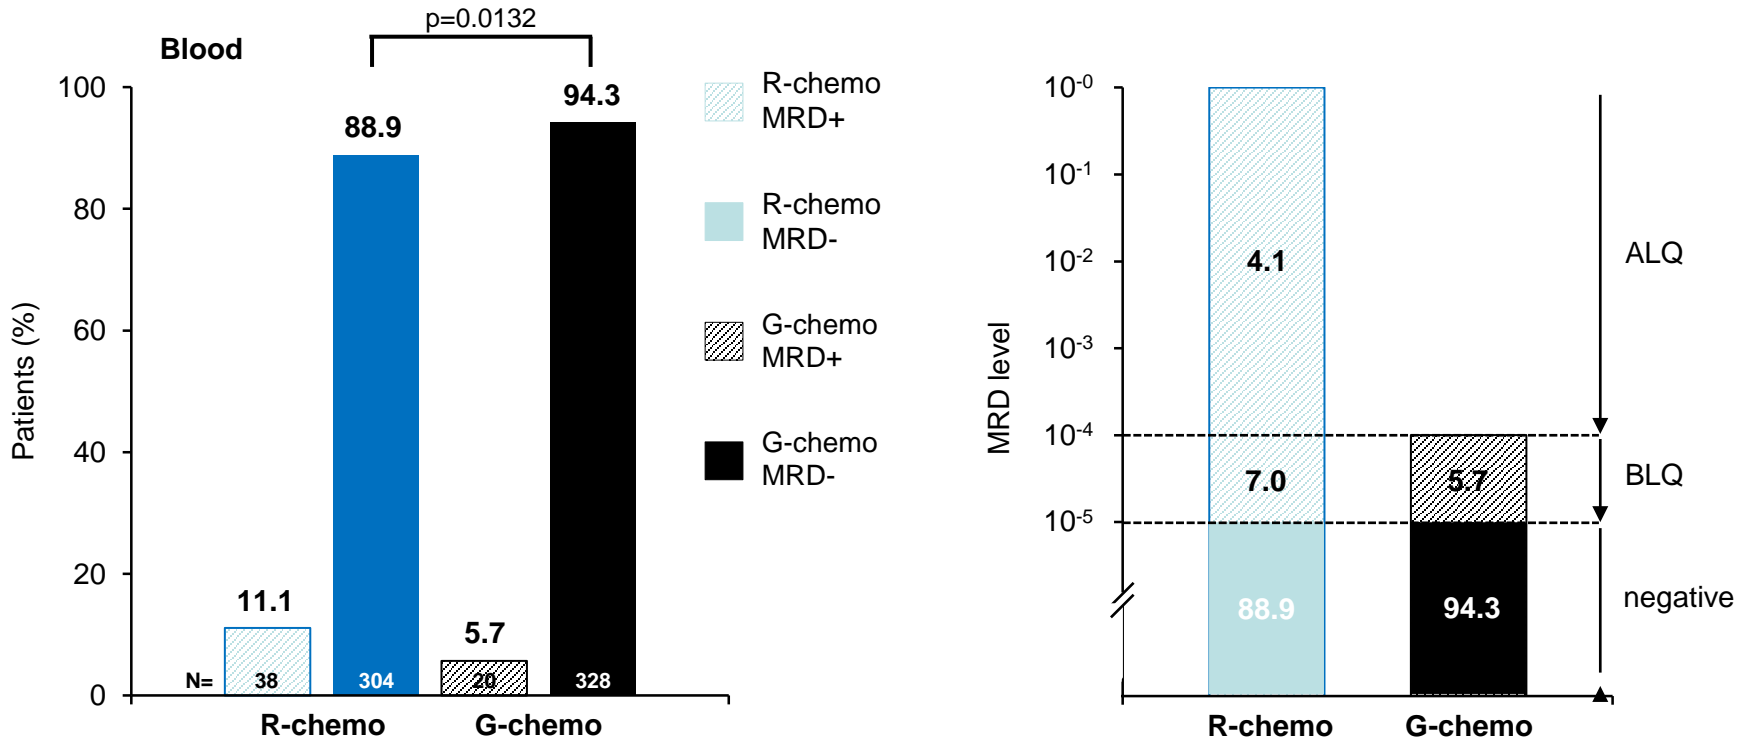 p=0.0132
Blood
Patients (%)
100
80
60
40
20
0
11.1
88.9
5.7
94.3
N=
38
304
20
328
R-chemo
G-chemo
R-chemo
MRD+
R-chemo
MRD-
G-chemo
MRD+
G-chemo
MRD-
MRD level
10-0
10-1
10-2
10-3
10-4
10-5
4.1
7.0
5.7
88.9
94.3
ALQ
BLQ
negative
R-chemo
G-chemo